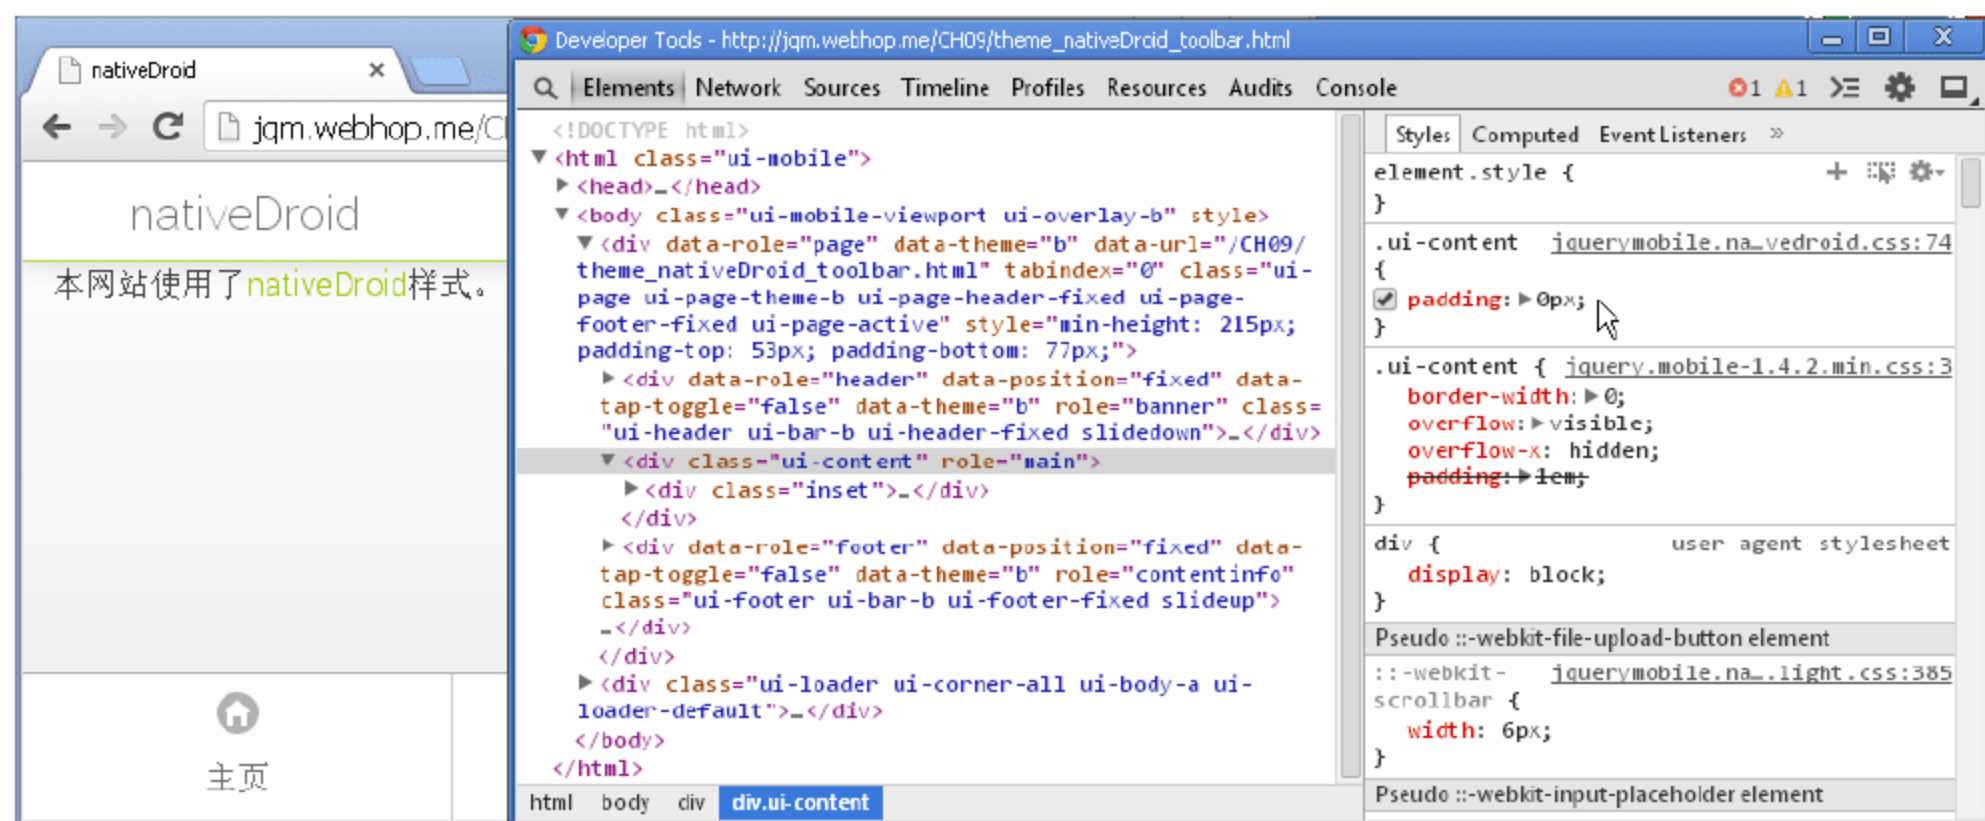 nativeDroid
jqm.webhop.me/C
nativeDroid
本网站使用了nativeDroid样式。
主页
Developer Tools - http://jqm.webhop.me/CH09/theme_nativeDroid_toolbar.html
Elements Network Sources Timeline Profiles Resources Audits Console
1 1
<!DOCTYPE html>
<html class="ui-mobile">
<head>…</head>
<body class="ui-mobile-viewport ui-overlay-b" style>
<div data-role="page" data-theme="b" data-url="/CH09/
theme_nativeDroid_toolbar.html" tabindex="0" class="ui-
page ui-page-theme-b ui-page-header-fixed ui-page-
footer-fixed ui-page-active" style="min-height: 215px;
padding-top: 53px; padding-bottom: 77px;">
<div data-role="header" data-position="fixed" data-
tap-toggle="false" data-theme="b" role="banner" class=
"ui-header ui-bar-b ui-header-fixed slidedown">…</div>
<div class="ui-content" role="main">
<div class="inset">…</div>
</div>
<div data-role="footer" data-position="fixed" data-
tap-toggle="false" data-theme="b" role="contentinfo"
class="ui-footer ui-bar-b ui-footer-fixed slideup">
…</div>
</div>
<div class="ui-loader ui-corner-all ui-body-a ui-
loader-default">…</div>
</body>
</html>
html body div div.ui-content
Styles Computed Event Listeners »
element.style {
}
.ui-content jquerymobile.na…vedroid.css:74
{
padding: 0px;
}
.ui-content { jquery.mobile-1.4.2.min.css:3
border-width: 0;
overflow: visible;
overflow-x: hidden;
padding: 1em;
}
div { user agent stylesheet
display: block;
}
Pseudo ::-webkit-file-upload-button element
::-webkit- jquerymobile.na….light.css:385
scrollbar {
width: 6px;
}
Pseudo ::-webkit-input-placeholder element